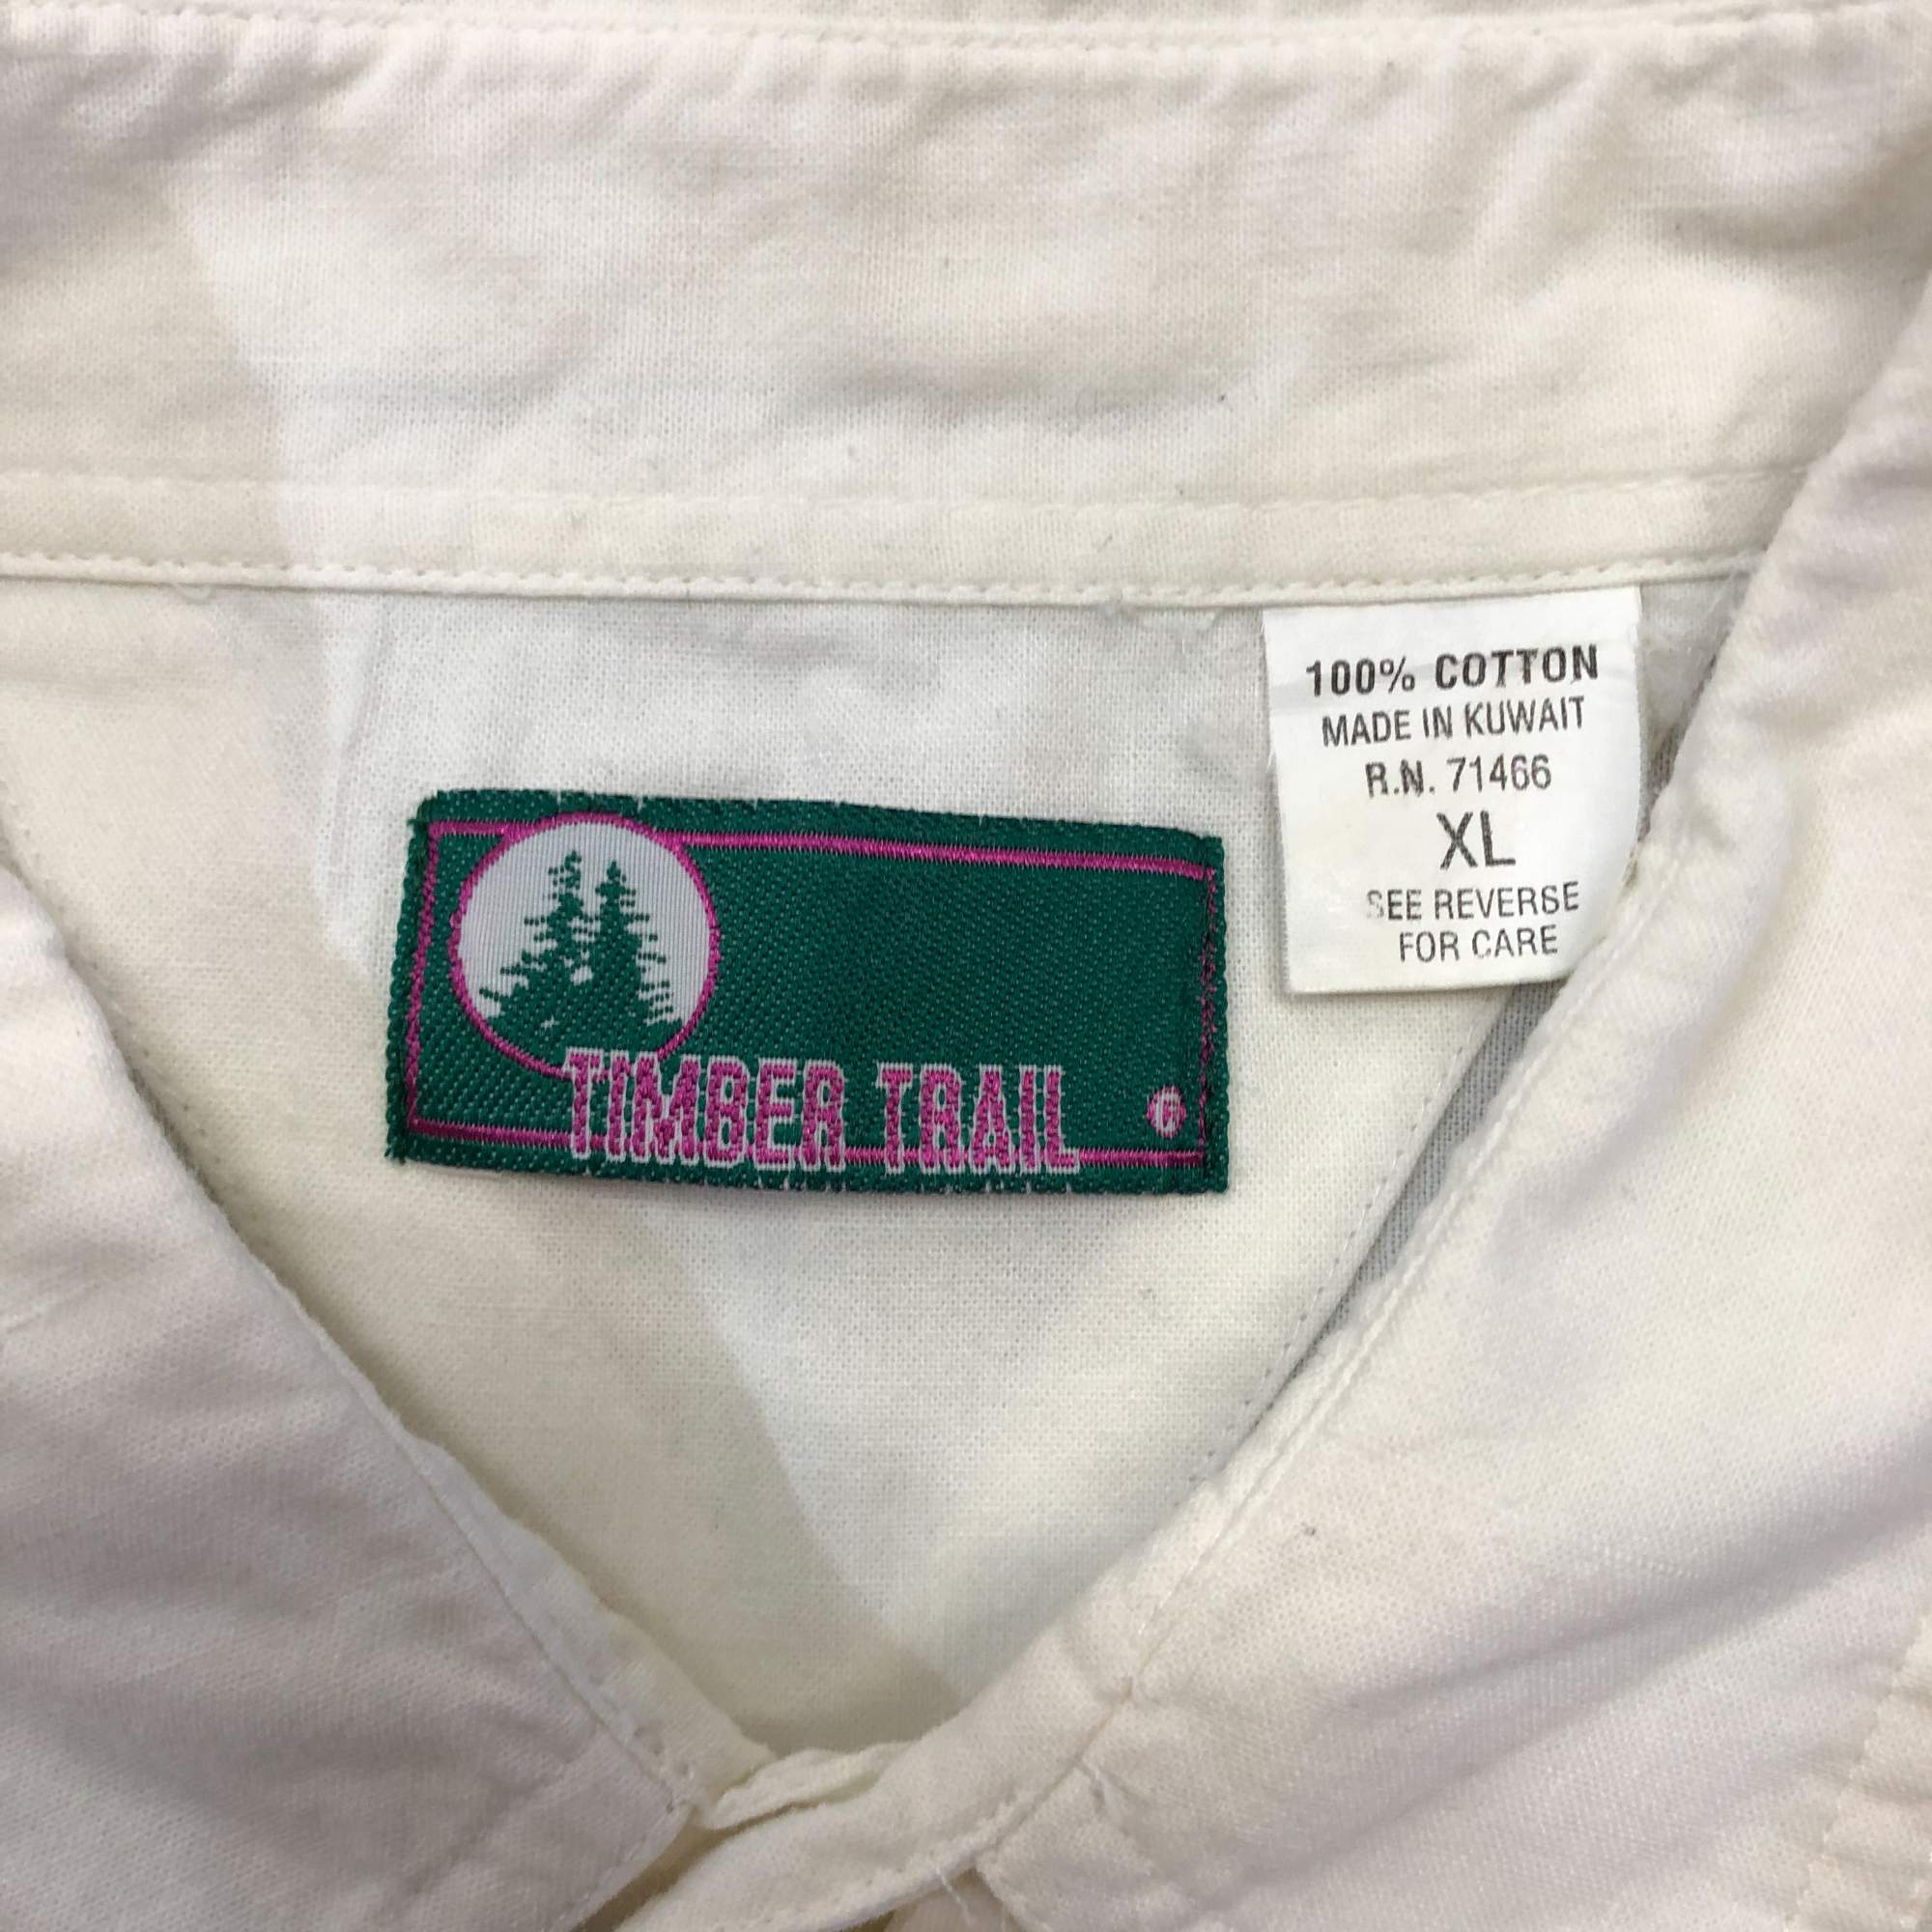 100% COTTON
MADE IN KUWAIT
R.N. 71466
XL
SEE REVERSE
FOR CARE
TIMBER TRAIL ®